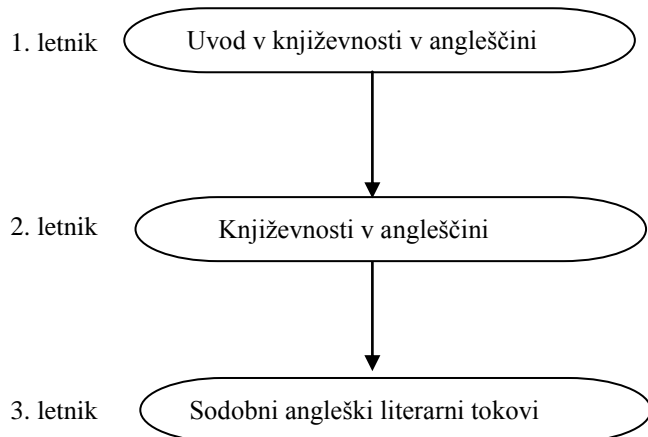 1. letnik Uvod v književnosti v angleščini
2. letnik Književnosti v angleščini
3. letnik Sodobni angleški literarni tokovi